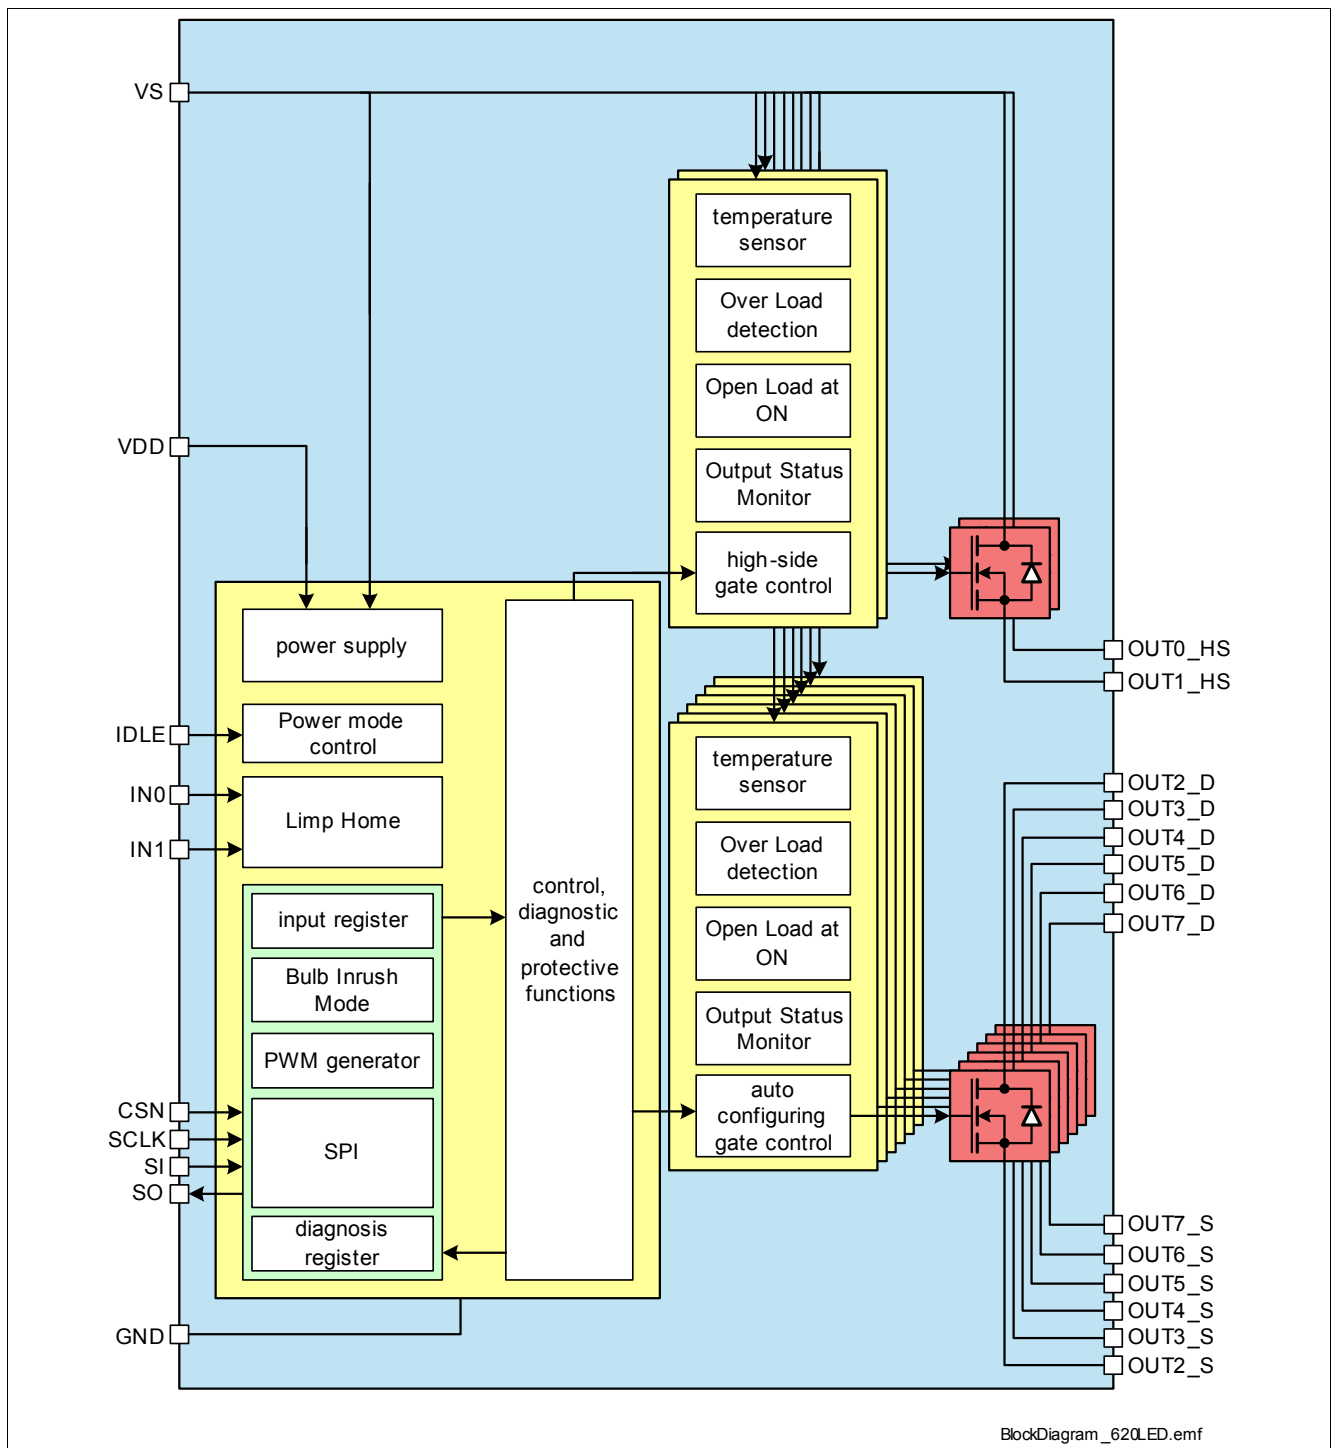 VS
temperature
sensor
Over Load
detection
Open Load at
ON
VDD
Output Status
Monitor
high-side
gate control
power supply
OUT0_HS
OUT1_HS
IDLE
Power mode
control
IN0
IN1
Limp Home
temperature
sensor
Over Load
detection
Open Load at
ON
Output Status
Monitor
auto
configuring
gate control
OUT2_D
OUT3_D
OUT4_D
OUT5_D
OUT6_D
OUT7_D
control,
diagnostic
and
protective
functions
input register
Bulb Inrush
Mode
PWM generator
CSN
SCLK
SI
SO
SPI
diagnosis
register
GND
OUT7_S
OUT6_S
OUT5_S
OUT4_S
OUT3_S
OUT2_S
BlockDiagram_620LED.emf